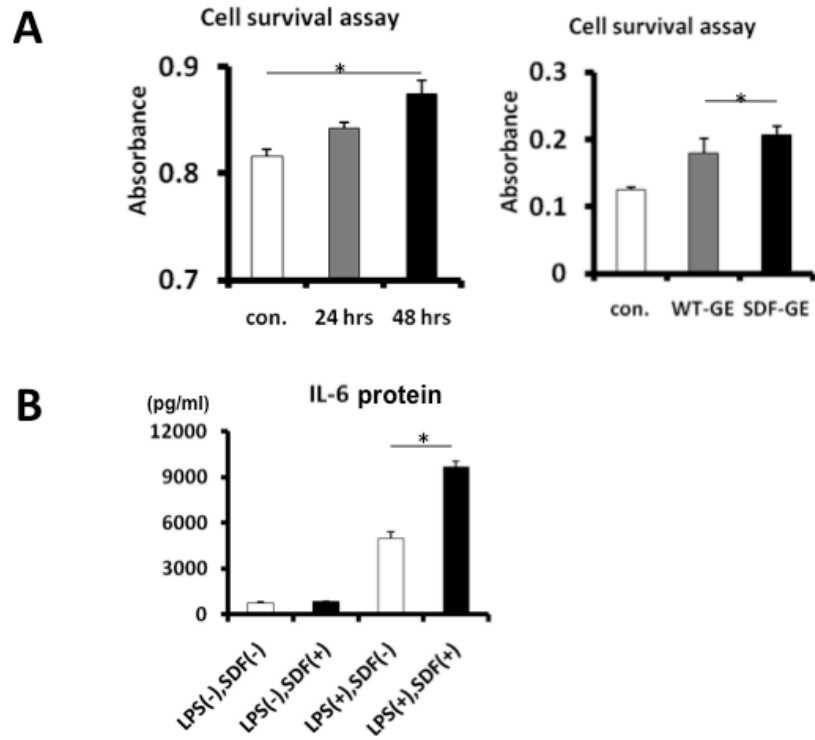 A
Cell survival assay
*
Absorbance
0.9
0.8
0.7
con. 24 hrs 48 hrs
Cell survival assay
*
Absorbance
0.3
0.2
0.1
0
con. WT-GE SDF-GE
B
IL-6 protein
(pg/ml)
*
12000
9000
6000
3000
0
LPS(-),SDF(-)
LPS(-),SDF(+)
LPS(+),SDF(-)
LPS(+),SDF(+)